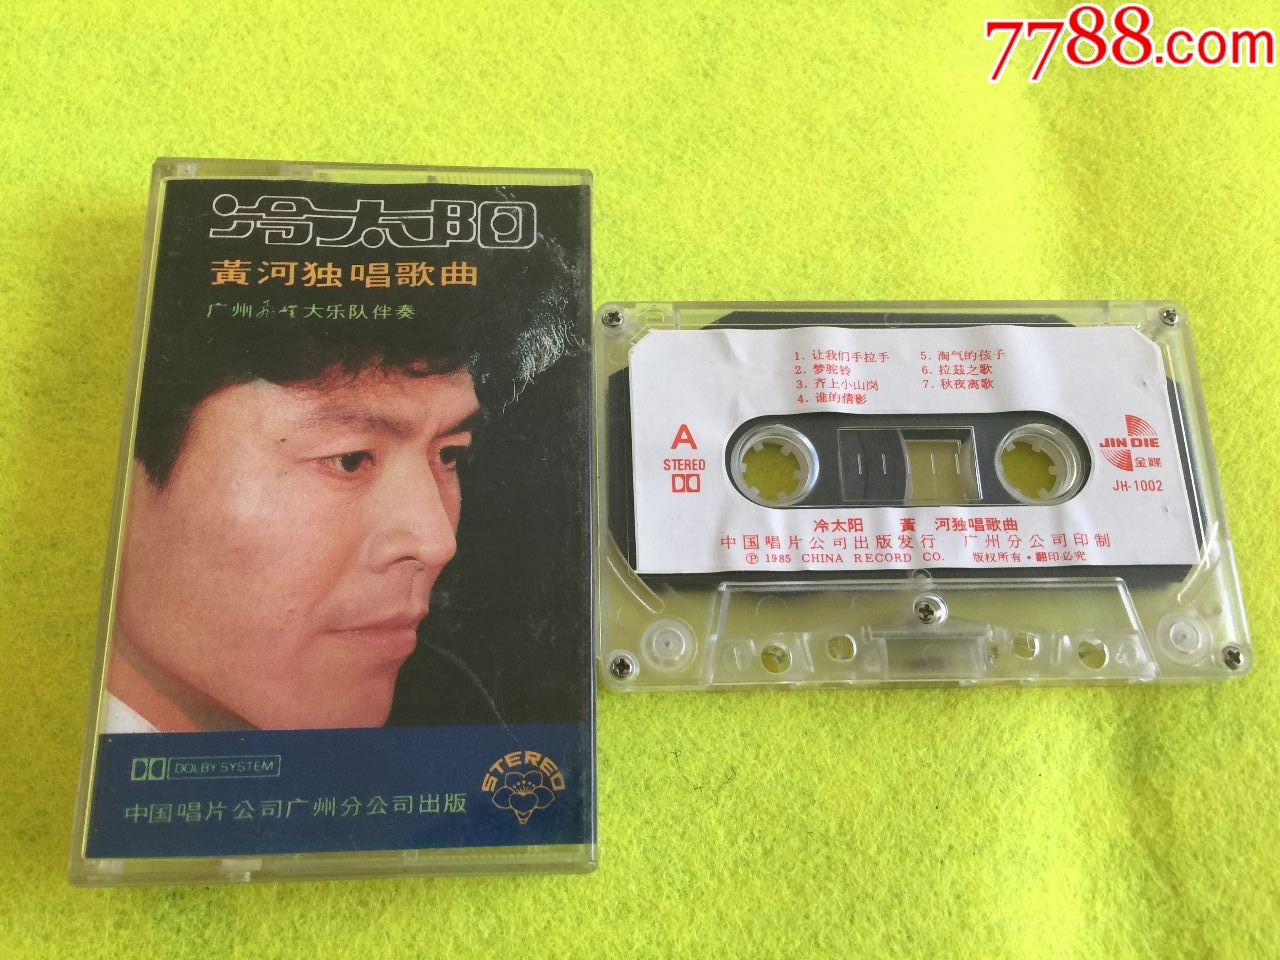 7788.com
冷太阳
黃河独唱歌曲
广州 大乐队伴奏
DOLBY SYSTEM
STEREO
中国唱片公司广州分公司出版
1. 让我们手拉手
2. 梦驼铃
3. 齐上小山岗
4. 谁的倩影
5. 淘气的孩子
6. 拉兹之歌
7. 秋夜离歌
A
STEREO
JIN DIE
金蝶
JH-1002
冷太阳 黃 河独唱歌曲
中国唱片公司出版发行 广州分公司印制
Ⓟ 1985 CHINA RECORD CO. 版权所有·翻印必究